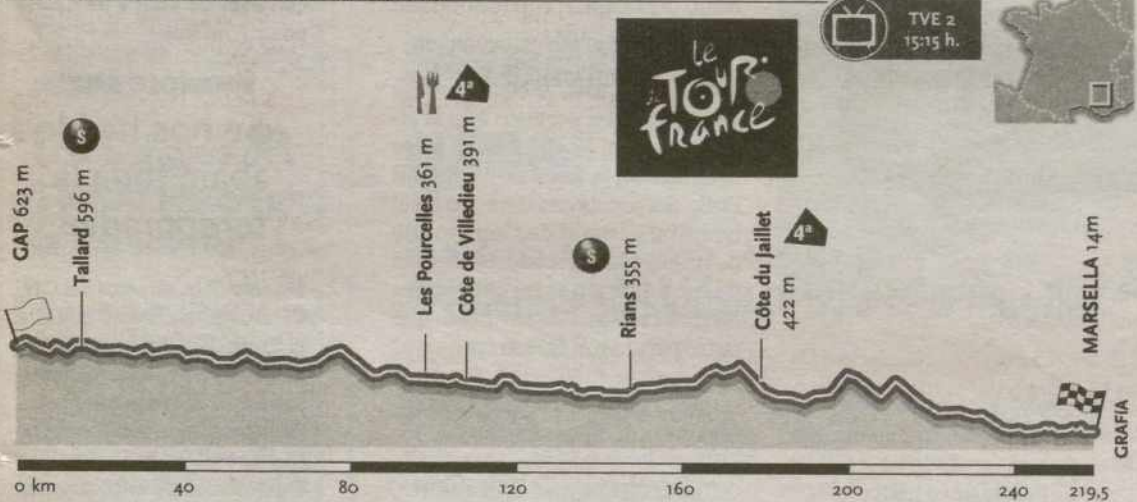 TVE 2
15:15 h.
le
TOUR
france
GAP 623 m
S
Tallard 596 m
Les Pourcelles 361 m
4ª
Côte de Villedieu 391 m
S
Rians 355 m
Côte du Jaillet
422 m
4ª
MARSELLA 14m
GRAFIA
0 km
40
80
120
160
200
240
219,5